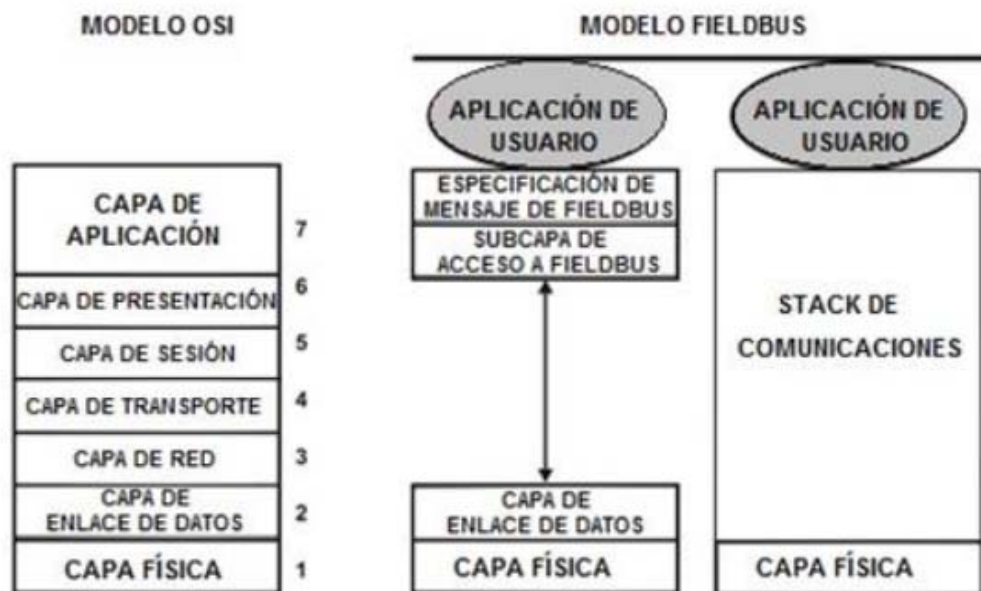 MODELO OSI
MODELO FIELDBUS
CAPA DE
APLICACIÓN
7
CAPA DE PRESENTACIÓN
6
CAPA DE SESIÓN
5
CAPA DE TRANSPORTE
4
CAPA DE RED
3
CAPA DE
ENLACE DE DATOS
2
CAPA FÍSICA
1
APLICACIÓN DE
USUARIO
ESPECIFICACIÓN DE
MENSAJE DE FIELDBUS
SUBCAPA DE
ACCESO A FIELDBUS
CAPA DE
ENLACE DE DATOS
CAPA FÍSICA
APLICACIÓN DE
USUARIO
STACK DE
COMUNICACIONES
CAPA FÍSICA